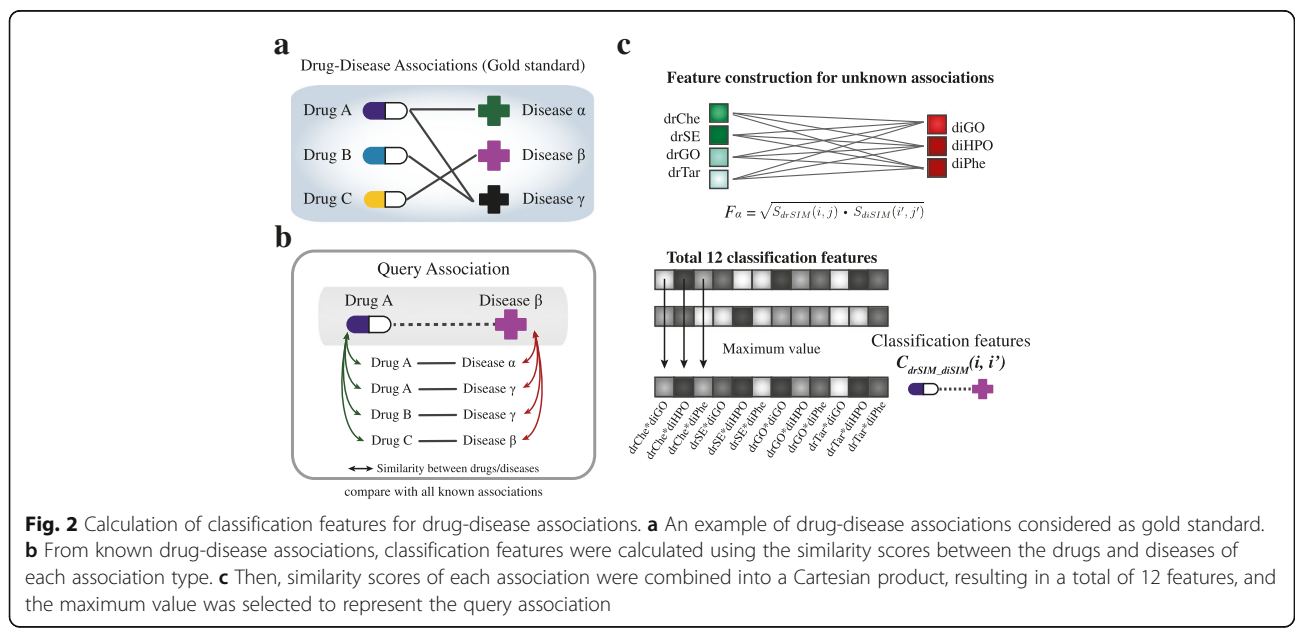 a
Drug-Disease Associations (Gold standard)
Drug A
Disease α
Drug B
Disease β
Drug C
Disease γ
b
Query Association
Drug A
Disease β
Drug A
Disease α
Drug A
Disease γ
Drug B
Disease γ
Drug C
Disease β
Similarity between drugs/diseases
compare with all known associations
c
Feature construction for unknown associations
drChe
drSE
drGO
drTar
diGO
diHPO
diPhe
Fα = √SdrSIM(i, j) • SdiSIM(i′, j′)
Total 12 classification features
Maximum value
Classification features
CdrSIM_diSIM(i, i’)
drChe*diGO
drChe*diHPO
drChe*diPhe
drSE*diGO
drSE*diHPO
drSE*diPhe
drGO*diGO
drGO*diHPO
drGO*diPhe
drTar*diGO
drTar*diHPO
drTar*diPhe
Fig. 2 Calculation of classification features for drug-disease associations. a An example of drug-disease associations considered as gold standard.
b From known drug-disease associations, classification features were calculated using the similarity scores between the drugs and diseases of
each association type. c Then, similarity scores of each association were combined into a Cartesian product, resulting in a total of 12 features, and
the maximum value was selected to represent the query association